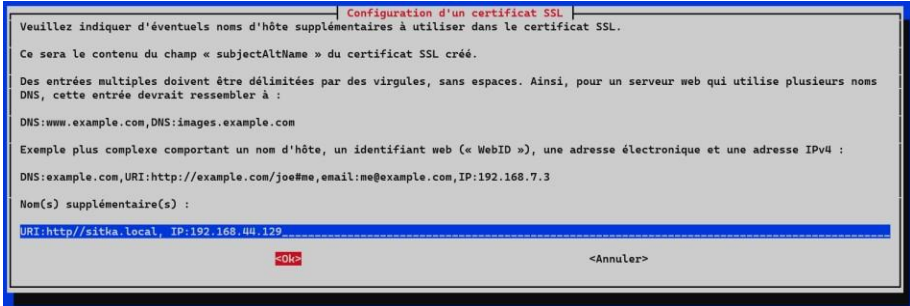 Configuration d'un certificat SSL
Veuillez indiquer d'éventuels noms d'hôte supplémentaires à utiliser dans le certificat SSL.
Ce sera le contenu du champ « subjectAltName » du certificat SSL créé.
Des entrées multiples doivent être délimitées par des virgules, sans espaces. Ainsi, pour un serveur web qui utilise plusieurs noms
DNS, cette entrée devrait ressembler à :
DNS:www.example.com,DNS:images.example.com
Exemple plus complexe comportant un nom d'hôte, un identifiant web (« WebID »), une adresse électronique et une adresse IPv4 :
DNS:example.com,URI:http://example.com/joe#me,email:me@example.com,IP:192.168.7.3
Nom(s) supplémentaire(s) :
URI:http//sitka.local, IP:192.168.44.129
<Ok> <Annuler>